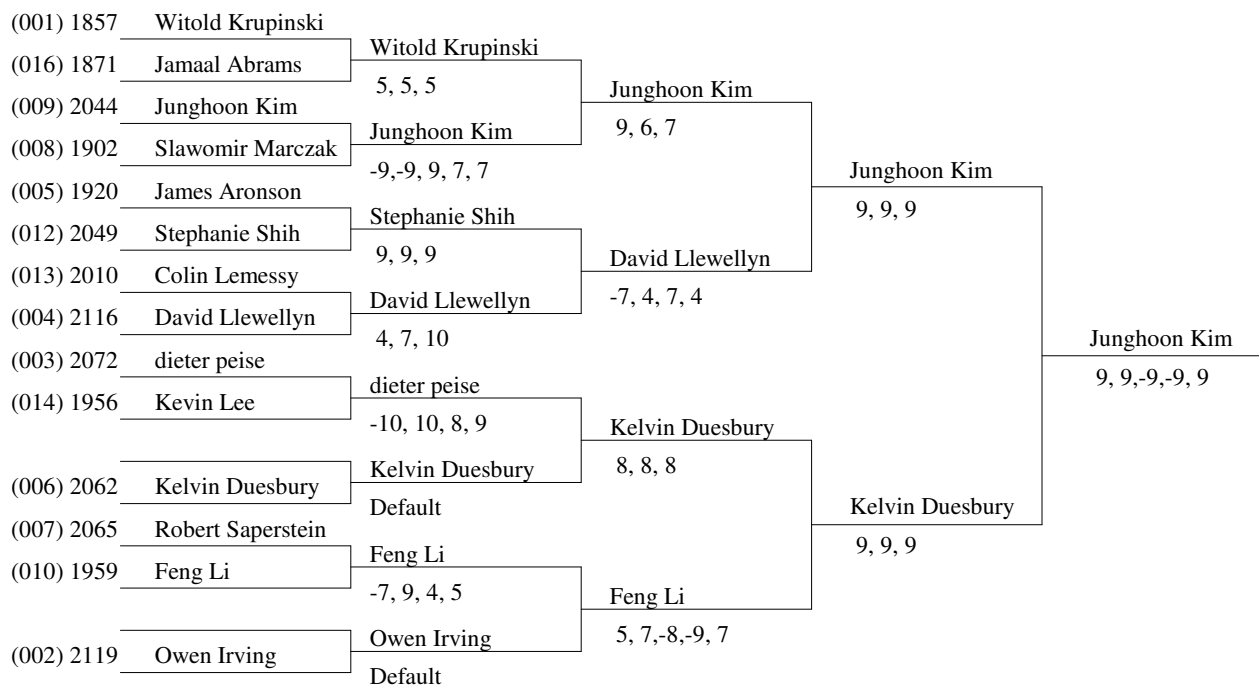 (001) 1857 Witold Krupinski
(016) 1871 Jamaal Abrams
(009) 2044 Junghoon Kim
(008) 1902 Slawomir Marczak
(005) 1920 James Aronson
(012) 2049 Stephanie Shih
(013) 2010 Colin Lemessy
(004) 2116 David Llewellyn
(003) 2072 dieter peise
(014) 1956 Kevin Lee
(006) 2062 Kelvin Duesbury
(007) 2065 Robert Saperstein
(010) 1959 Feng Li
(002) 2119 Owen Irving
Witold Krupinski
5, 5, 5
Junghoon Kim
-9,-9, 9, 7, 7
Stephanie Shih
9, 9, 9
David Llewellyn
4, 7, 10
dieter peise
-10, 10, 8, 9
Kelvin Duesbury
Default
Feng Li
-7, 9, 4, 5
Owen Irving
Default
Junghoon Kim
9, 6, 7
David Llewellyn
-7, 4, 7, 4
Kelvin Duesbury
8, 8, 8
Feng Li
5, 7,-8,-9, 7
Junghoon Kim
9, 9, 9
Kelvin Duesbury
9, 9, 9
Junghoon Kim
9, 9,-9,-9, 9